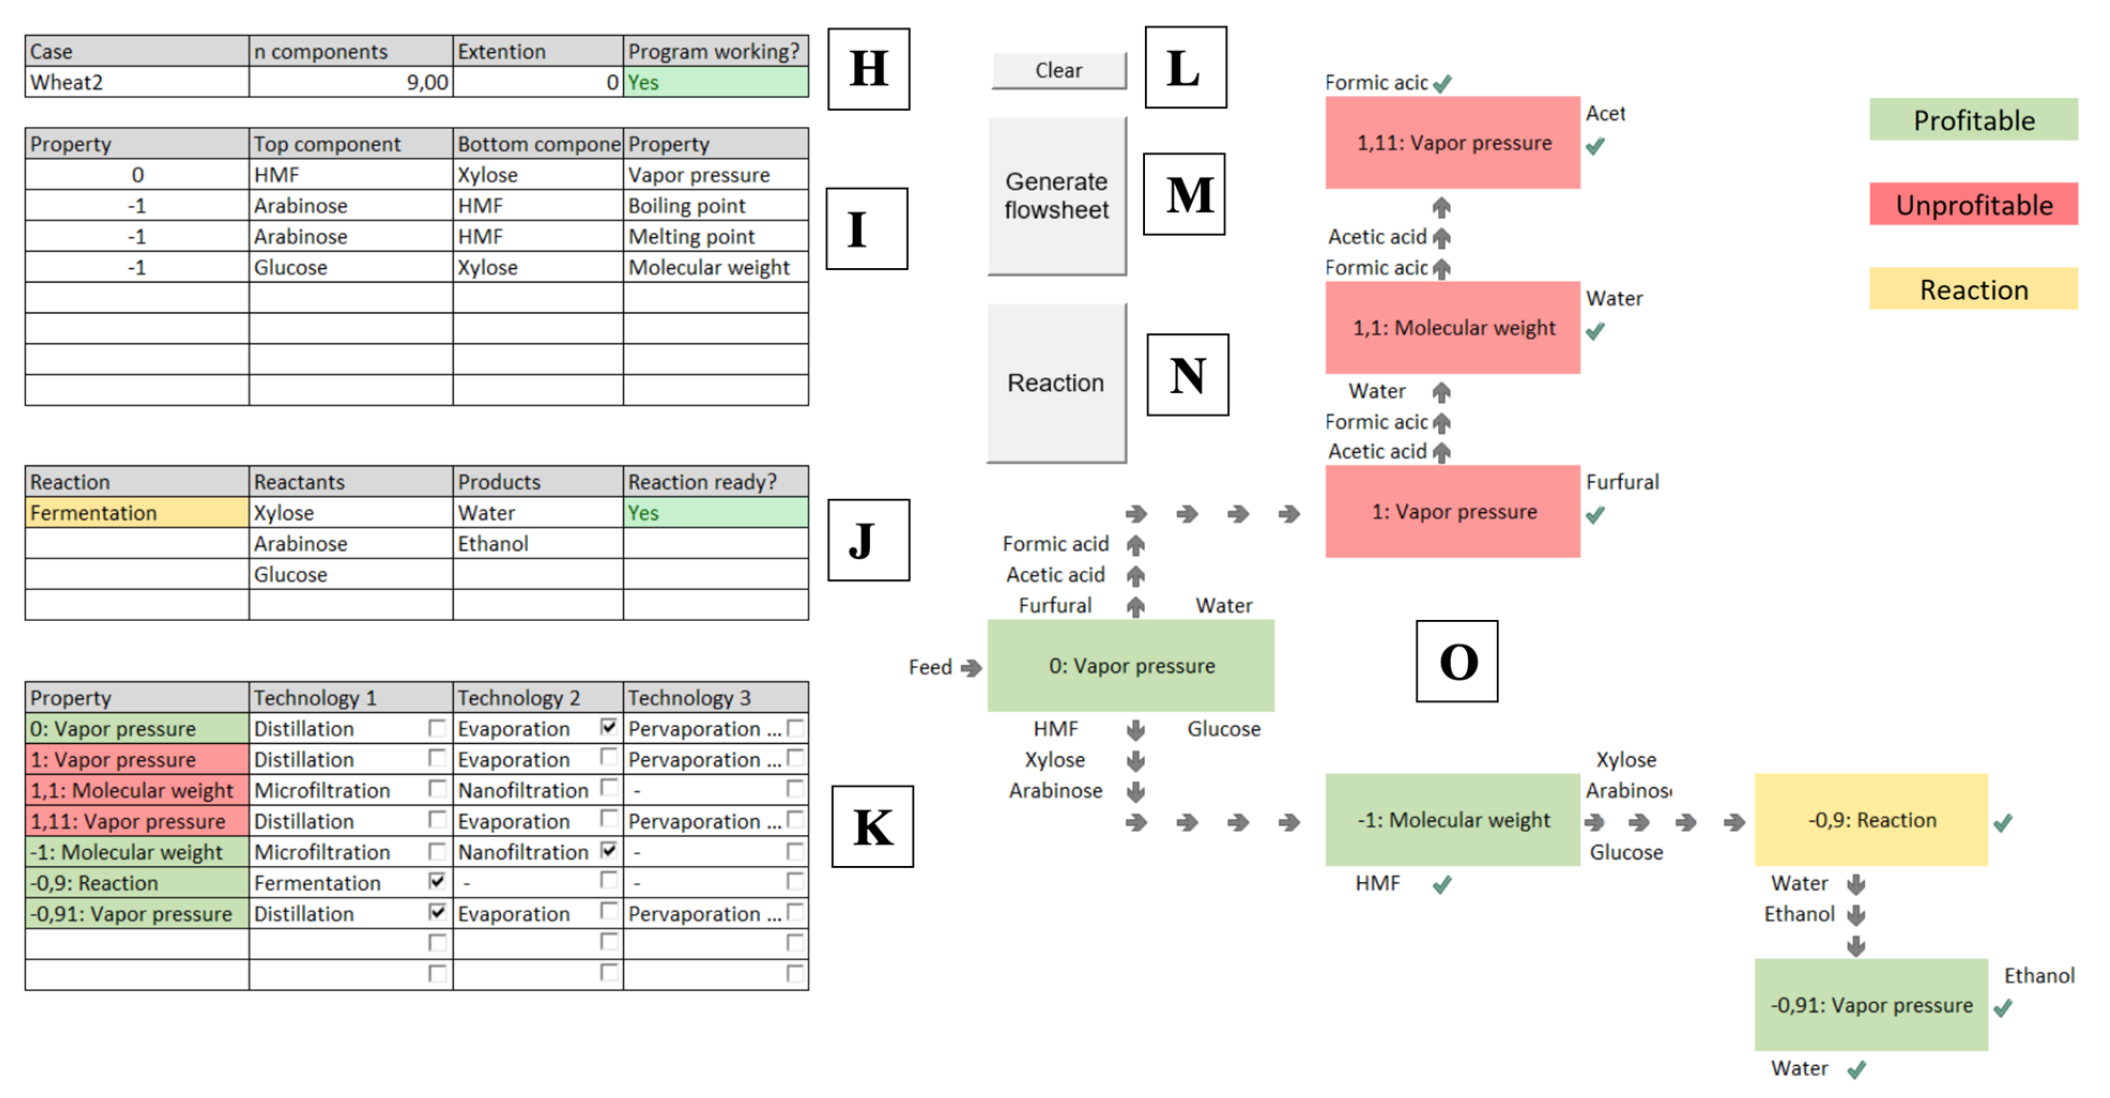 Case n components Extention Program working?
Wheat2 9,00 0 Yes
H
Property Top component Bottom compone Property
0 HMF Xylose Vapor pressure
-1 Arabinose HMF Boiling point
-1 Arabinose HMF Melting point
-1 Glucose Xylose Molecular weight
I
Reaction Reactants Products Reaction ready?
Fermentation Xylose Water Yes
Arabinose Ethanol
Glucose
J
Property Technology 1 Technology 2 Technology 3
0: Vapor pressure Distillation Evaporation Pervaporation ...
1: Vapor pressure Distillation Evaporation Pervaporation ...
1,1: Molecular weight Microfiltration Nanofiltration -
1,11: Vapor pressure Distillation Evaporation Pervaporation ...
-1: Molecular weight Microfiltration Nanofiltration -
-0,9: Reaction Fermentation - -
-0,91: Vapor pressure Distillation Evaporation Pervaporation ...
K
Clear
L
Generate
flowsheet
M
Reaction
N
Formic acic
1,11: Vapor pressure
Acet
Acetic acid
Formic acic
1,1: Molecular weight
Water
Water
Formic acic
Acetic acid
1: Vapor pressure
Furfural
Profitable
Unprofitable
Reaction
Formic acid
Acetic acid
Furfural Water
Feed
0: Vapor pressure
HMF Glucose
Xylose
Arabinose
O
-1: Molecular weight
HMF
Xylose
Arabinos
Glucose
-0,9: Reaction
Water
Ethanol
-0,91: Vapor pressure
Ethanol
Water